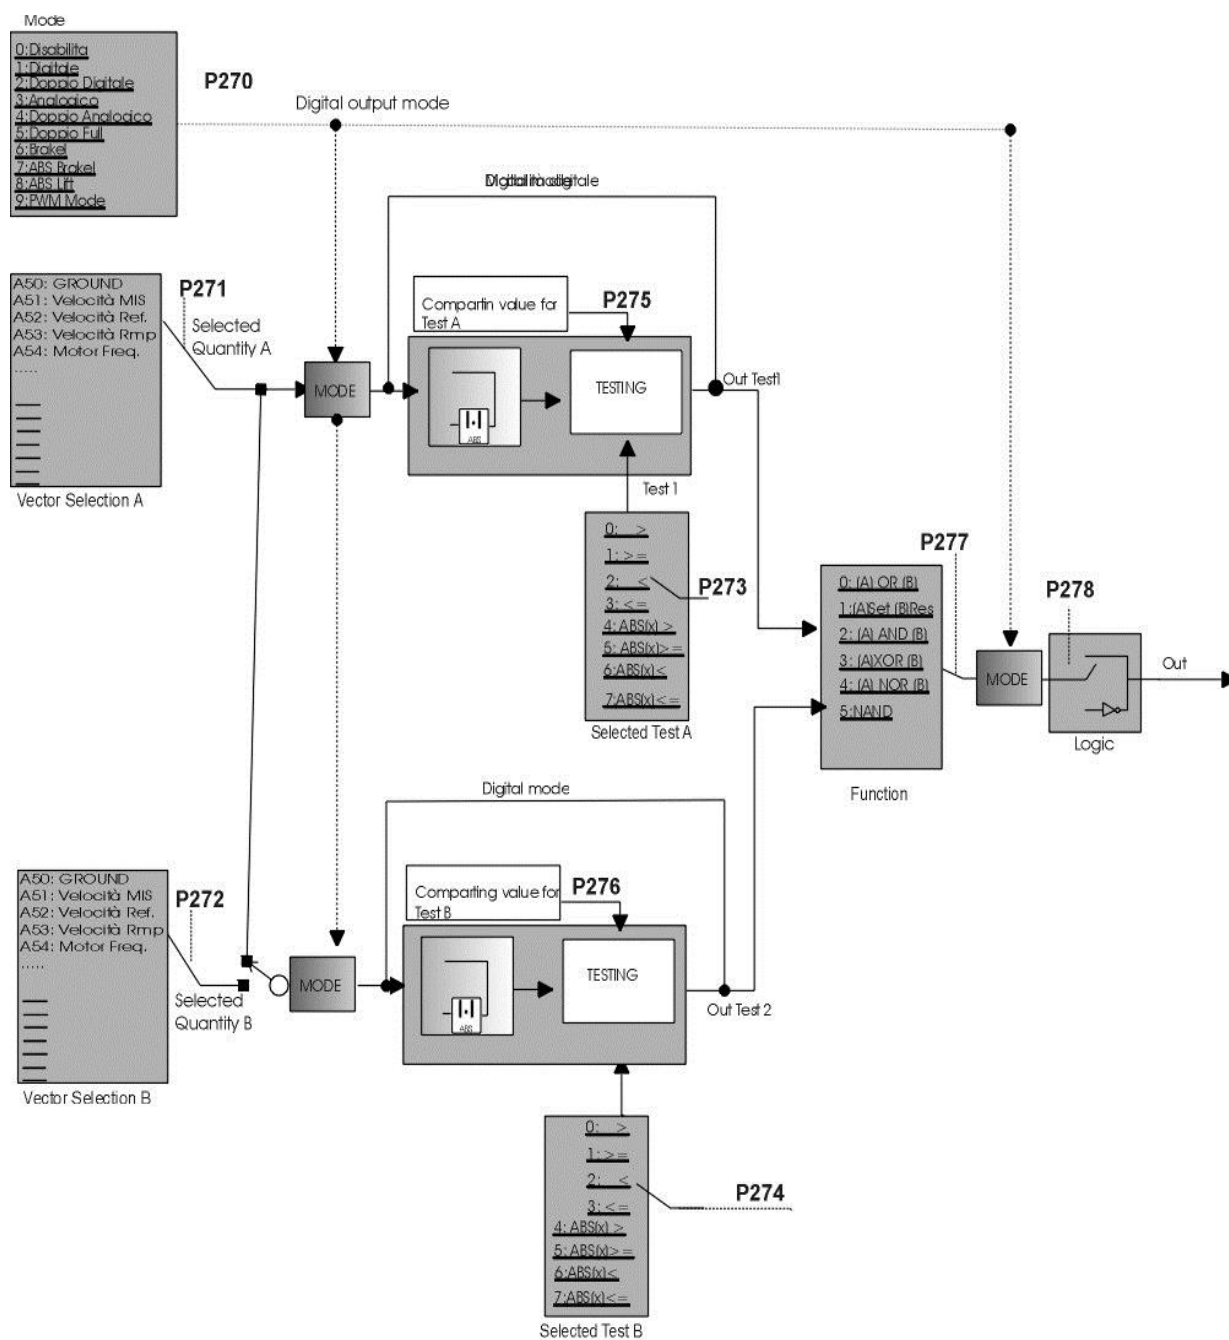 Mode
0:Disabilita
1:Digitale
2:Doppio Digitale
3:Analogico
4:Doppio Analogico
5:Doppio Full
6:Brakel
7:ABS Brakel
8:ABS Lift
9:PWM Mode
P270
Digital output mode
A50: GROUND
A51: Velocità MIS
A52: Velocità Ref.
A53: Velocità Rmp
A54: Motor Freq.
.....
Vector Selection A
P271
Selected
Quantity A
MODE
digitale
Compartin value for
Test A
P275
TESTING
ABS
Out Test1
Test 1
0: >
1: >=
2: <
3: <=
4: ABS(x) >
5: ABS(x)>=
6:ABS(x)<
7:ABS(x)<=
Selected Test A
P273
P277
0: (A) OR (B)
1:(A)Set (B)Res
2: (A) AND (B)
3: (A)XOR (B)
4: (A) NOR (B)
5:NAND
Function
MODE
P278
Logic
Out
Digital mode
A50: GROUND
A51: Velocità MIS
A52: Velocità Ref.
A53: Velocità Rmp
A54: Motor Freq.
.....
Vector Selection B
P272
Selected
Quantity B
MODE
Comparting value for
Test B
P276
TESTING
ABS
Out Test 2
0: >
1: >=
2: <
3: <=
4: ABS(x) >
5: ABS(x)>=
6:ABS(x)<
7:ABS(x)<=
Selected Test B
P274